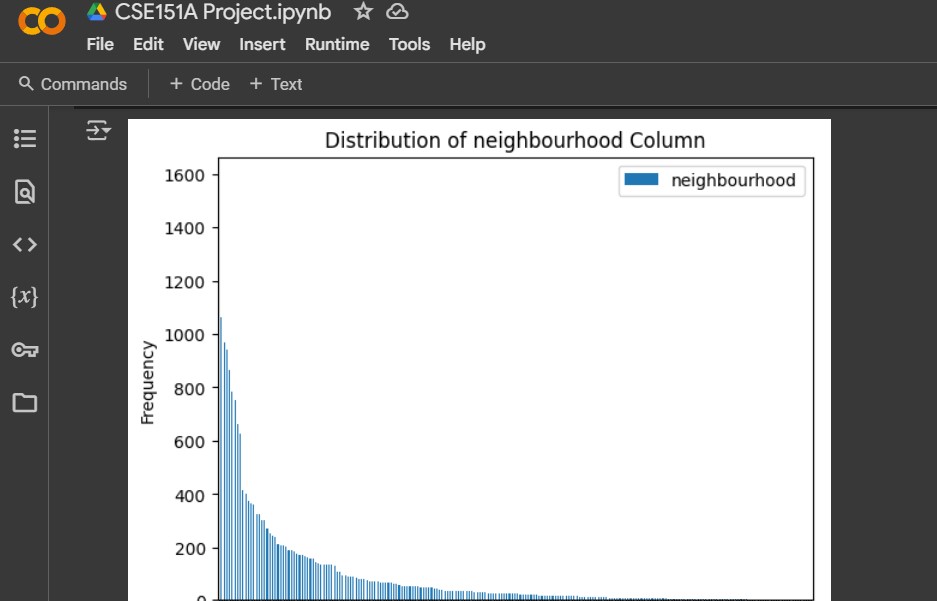 CSE151A Project.ipynb
File Edit View Insert Runtime Tools Help
Commands + Code + Text
Distribution of neighbourhood Column
neighbourhood
1600
1400
1200
1000
800
600
400
200
0
Frequency
{x}